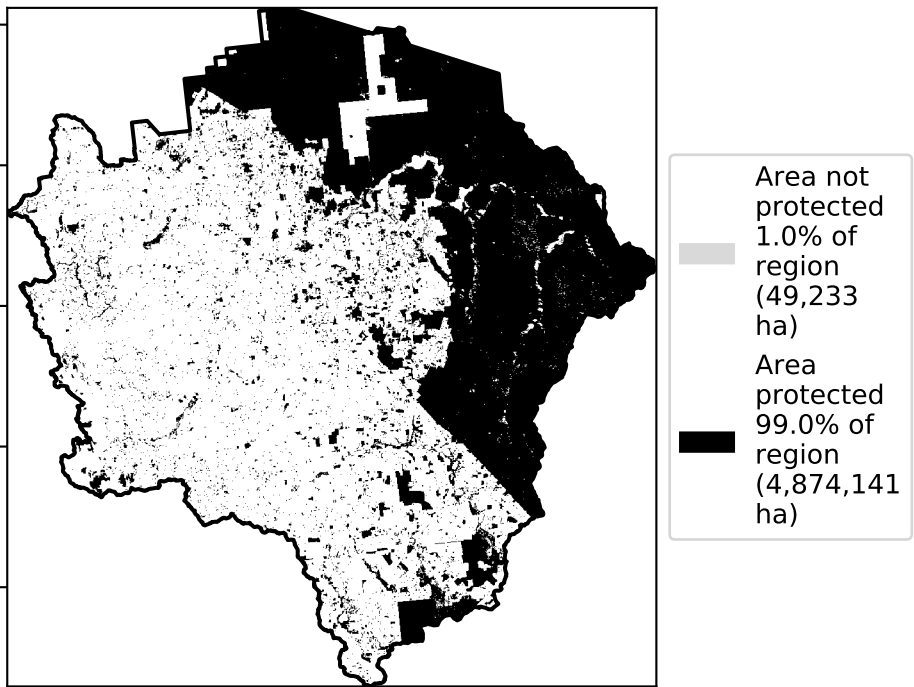 Area not
protected
1.0% of
region
(49,233
ha)
Area
protected
99.0% of
region
(4,874,141
ha)